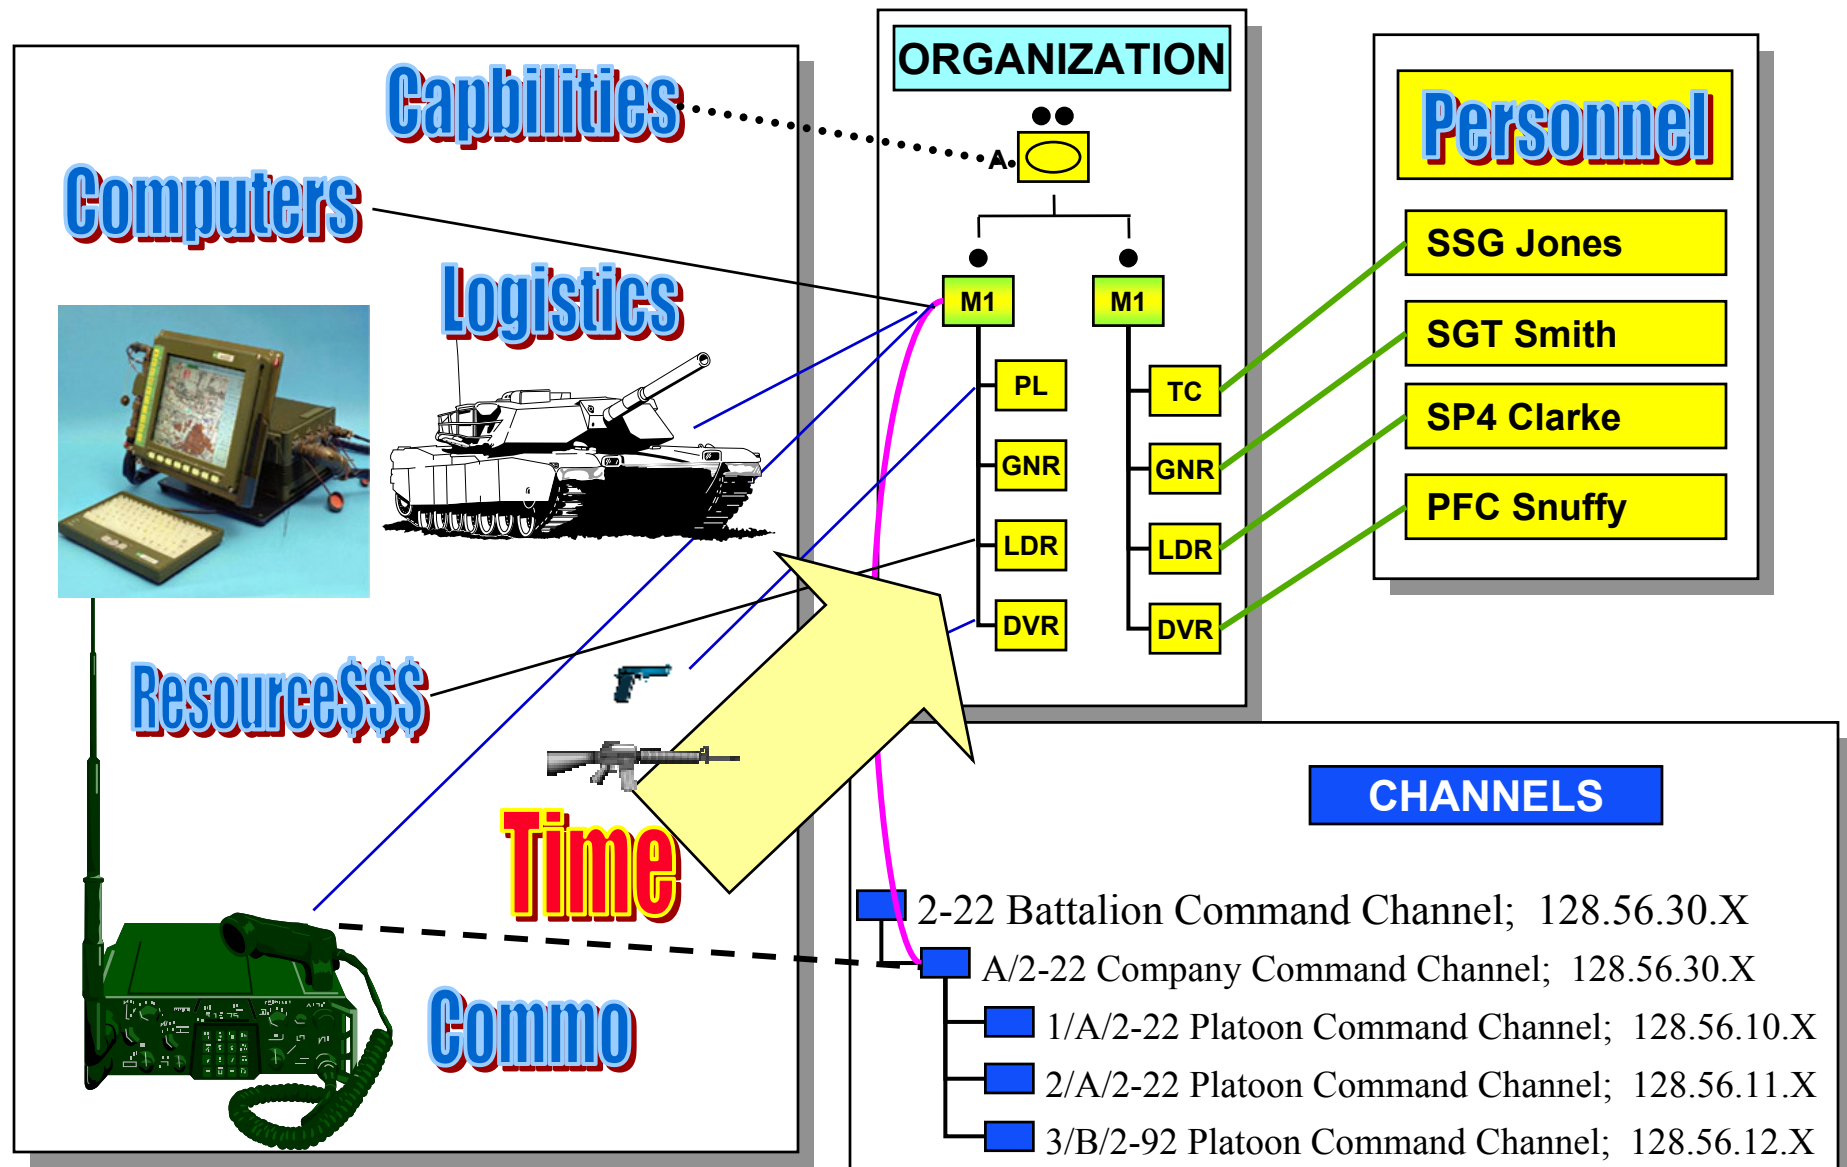 Capbilities
Computers
Logistics
Resource$$$
Time
Commo
ORGANIZATION
A
M1
M1
PL
GNR
LDR
DVR
TC
GNR
LDR
DVR
Personnel
SSG Jones
SGT Smith
SP4 Clarke
PFC Snuffy
CHANNELS
2-22 Battalion Command Channel;  128.56.30.X
A/2-22 Company Command Channel;  128.56.30.X
1/A/2-22 Platoon Command Channel;  128.56.10.X
2/A/2-22 Platoon Command Channel;  128.56.11.X
3/B/2-92 Platoon Command Channel;  128.56.12.X